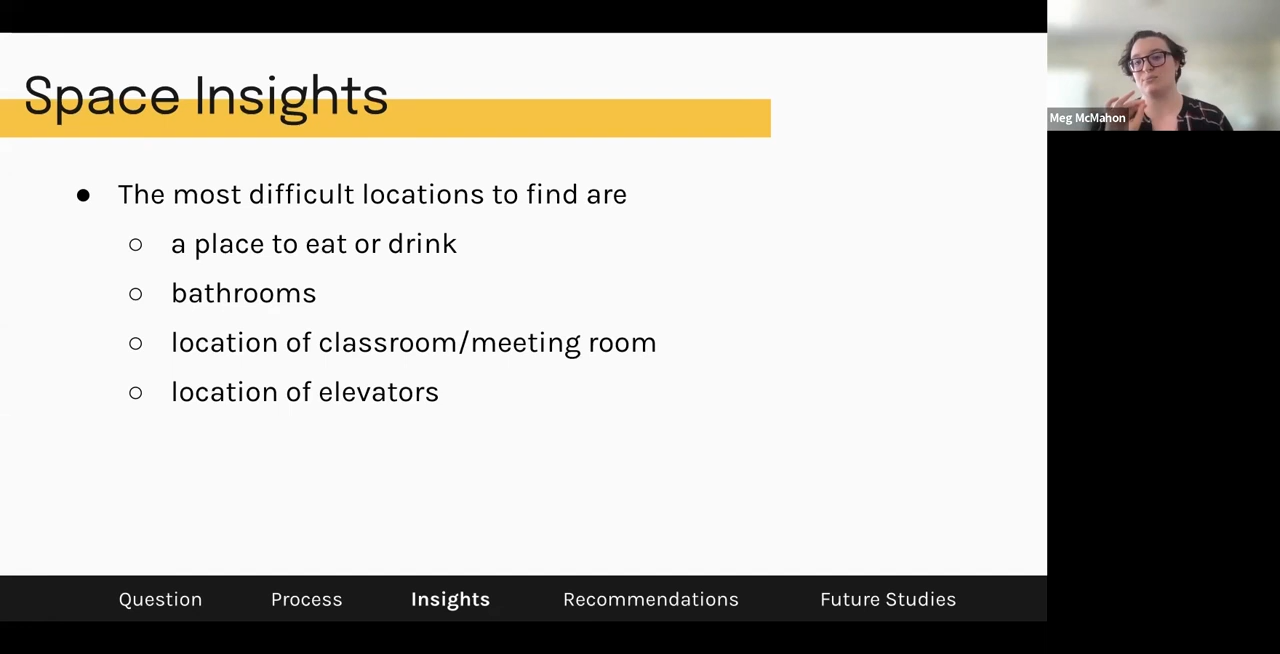 Space Insights
Meg McMahon
● The most difficult locations to find are
○ a place to eat or drink
○ bathrooms
○ location of classroom/meeting room
○ location of elevators
Question Process Insights Recommendations Future Studies